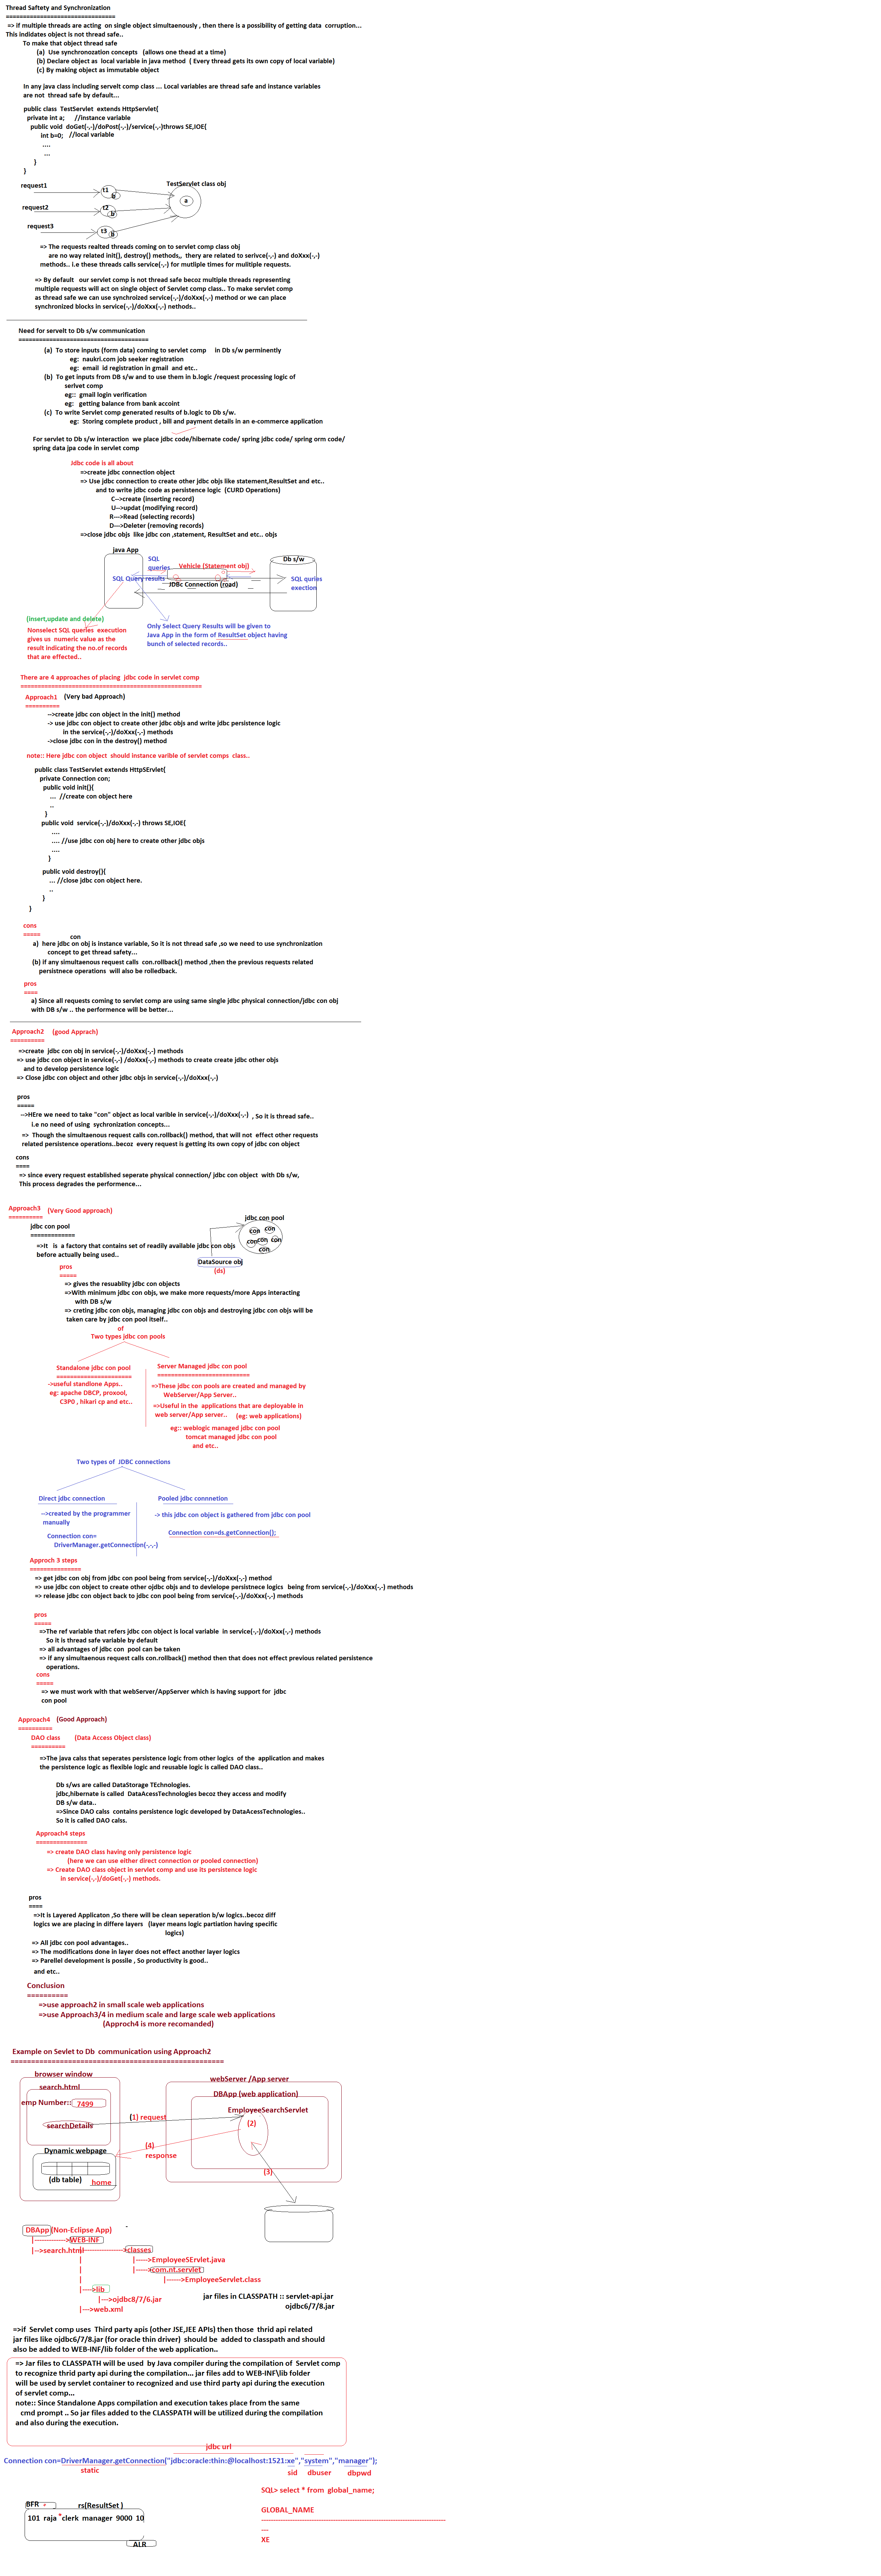 Thread Saftety and Synchronization
================================
=> if multiple threads are acting on single object simultaenously , then there is a possibility of getting data corruption...
This indidates object is not thread safe..
To make that object thread safe
(a) Use synchronozation concepts (allows one thead at a time)
(b) Declare object as local variable in java method ( Every thread gets its own copy of local variable)
(c) By making object as immutable object
In any java class including servelt comp class ... Local variables are thread safe and instance variables
are not thread safe by default...
public class TestServlet extends HttpServlet{
private int a; //instance variable
public void doGet(-,-)/doPost(-,-)/service(-,-)throws SE,IOE{
int b=0; //local variable
....
...
}
}
request1
t1
b
TestServlet class obj
a
request2
t2
b
request3
t3
b
=> The requests realted threads coming on to servlet comp class obj
are no way related init(), destroy() methods,, there are related to serivce(-,-) and doXxx(-,-)
methods.. i.e these threads calls service(-,-) for mutliple times for mulitiple requests.
=> By default our servlet comp is not thread safe becoz multiple threads representing
multiple requests will act on single object of Servlet comp class.. To make servlet comp
as thread safe we can use synchroized service(-,-)/doXxx(-,-) method or we can place
synchronized blocks in service(-,-)/doXxx(-,-) nethods..
Need for servelt to Db s/w communication
======================================
(a) To store inputs (form data) coming to servlet comp in Db s/w perminently
eg: naukri.com job seeker registration
eg: email id registration in gmail and etc..
(b) To get inputs from DB s/w and to use them in b.logic /request processing logic of
serlvet comp
eg:: gmail login verification
eg: getting balance from bank accoint
(c) To write Servlet comp generated results of b.logic to Db s/w.
eg: Storing complete product , bill and payment details in an e-commerce application
For servlet to Db s/w interaction we place jdbc code/hibernate code/ spring jdbc code/ spring orm code/
spring data jpa code in servlet comp
Jdbc code is all about
=>create jdbc connection object
=> Use jdbc connection to create other jdbc objs like statement,ResultSet and etc..
and to write jdbc code as persistence logic (CURD Operations)
C-->create (inserting record)
U-->updat (modifying record)
R--->Read (selecting records)
D--->Deleter (removing records)
=>close jdbc objs like jdbc con ,statement, ResultSet and etc.. objs
java App
SQL
queries
Vehicle (Statement obj)
Db s/w
SQL Query results
JDBc Connection (road)
SQL quries
exection
(insert,update and delete)
Nonselect SQL queries execution
gives us numeric value as the
result indicating the no.of records
that are effected..
Only Select Query Results will be given to
Java App in the form of ResultSet object having
bunch of selected records..
There are 4 approaches of placing jdbc code in servlet comp
=====================================================
Approach1 (Very bad Approach)
==========
-->create jdbc con object in the init() method
-> use jdbc con object to create other jdbc objs and write jdbc persistence logic
in the service(-,-)/doXxx(-,-) methods
->close jdbc con in the destroy() method
note:: Here jdbc con object should instance varible of servlet comps class..
public class TestServlet extends HttpSErvlet{
private Connection con;
public void init(){
... //create con object here
..
}
public void service(-,-)/doXxx(-,-) throws SE,IOE{
....
.... //use jdbc con obj here to create other jdbc objs
....
}
public void destroy(){
... //close jdbc con object here.
..
}
}
cons
=====
con
a) here jdbc on obj is instance variable, So it is not thread safe ,so we need to use synchronization
concept to get thread safety...
(b) if any simultaenous request calls con.rollback() method ,then the previous requests related
persistnece operations will also be rolledback.
pros
====
a) Since all requests coming to servlet comp are using same single jdbc physical connection/jdbc con obj
with DB s/w .. the performence will be better...
Approach2 (good Apprach)
==========
=>create jdbc con obj in service(-,-)/doXxx(-,-) methods
=> use jdbc con object in service(-,-) /doXxx(-,-) methods to create create jdbc other objs
and to develop persistence logic
=> Close jdbc con object and other jdbc objs in service(-,-)/doXxx(-,-)
pros
=====
-->HEre we need to take "con" object as local varible in service(-,-)/doXxx(-,-) , So it is thread safe..
i.e no need of using sychronization concepts...
=> Though the simultaenous request calls con.rollback() method, that will not effect other requests
related persistence operations..becoz every request is getting its own copy of jdbc con object
cons
====
=> since every request established seperate physical connection/ jdbc con object with Db s/w,
This process degrades the performence...
Approach3 (Very Good approach)
==========
jdbc con pool
jdbc con pool
=============
con con con con con con
=>It is a factory that contains set of readily available jdbc con objs
before actually being used..
DataSource obj
(ds)
pros
=====
=> gives the resuablity jdbc con objects
=>With minimum jdbc con objs, we make more requests/more Apps interacting
with DB s/w
=> creting jdbc con objs, managing jdbc con objs and destroying jdbc con objs will be
taken care by jdbc con pool itself..
of
Two types jdbc con pools
Standalone jdbc con pool
======================
->useful standlone Apps..
eg: apache DBCP, proxool,
C3P0 , hikari cp and etc..
Server Managed jdbc con pool
===========================
=>These jdbc con pools are created and managed by
WebServer/App Server..
=>Useful in the applications that are deployable in
web server/App server.. (eg: web applications)
eg:: weblogic managed jdbc con pool
tomcat managed jdbc con pool
and etc..
Two types of JDBC connections
Direct jdbc connection
-->created by the programmer
manually
Connection con=
DriverManager.getConnection(-,-,-)
Pooled jdbc connnetion
-> this jdbc con object is gathered from jdbc con pool
Connection con=ds.getConnection();
Approch 3 steps
===============
=> get jdbc con obj from jdbc con pool being from service(-,-)/doXxx(-,-) method
=> use jdbc con object to create other ojdbc objs and to devlelope persistnece logics being from service(-,-)/doXxx(-,-) methods
=> release jdbc con object back to jdbc con pool being from service(-,-)/doXxx(-,-) methods
pros
=====
=>The ref variable that refers jdbc con object is local variable in service(-,-)/doXxx(-,-) methods
So it is thread safe variable by default
=> all advantages of jdbc con pool can be taken
=> if any simultaenous request calls con.rollback() method then that does not effect previous related persistence
operations.
cons
=====
=> we must work with that webServer/AppServer which is having support for jdbc
con pool
Approach4 (Good Approach)
==========
DAO class (Data Access Object class)
==========
=>The java calss that seperates persistence logic from other logics of the application and makes
the persistence logic as flexible logic and reusable logic is called DAO class..
Db s/ws are called DataStorage TEchnologies.
jdbc,hibernate is called DataAcessTechnologies becoz they access and modify
DB s/w data..
=>Since DAO calss contains persistence logic developed by DataAcessTechnologies..
So it is called DAO calss.
Approach4 steps
===============
=> create DAO class having only persistence logic
(here we can use either direct connection or pooled connection)
=> Create DAO class object in servlet comp and use its persistence logic
in service(-,-)/doGet(-,-) methods.
pros
====
=>It is Layered Applicaton ,So there will be clean seperation b/w logics..becoz diff
logics we are placing in differe layers (layer means logic partiation having specific
logics)
=> All jdbc con pool advantages..
=> The modifications done in layer does not effect another layer logics
=> Parellel development is possile , So productivity is good..
and etc..
Conclusion
==========
=>use approach2 in small scale web applications
=>use Approach3/4 in medium scale and large scale web applications
(Approch4 is more recomanded)
Example on Sevlet to Db communication using Approach2
====================================================
browser window
search.html
emp Number:: 7499
searchDetails
Dynamic webpage
(db table)
home
webServer /App server
DBApp (web application)
EmployeeSearchServlet
(1) request
(2)
(4)
response
(3)
DBApp (Non-Eclipse App)
|------------->WEB-INF
|-->search.html
|---------------->classes
| |----->EmployeeSErvlet.java
| |----->com.nt.servlet
| |------>EmployeeServlet.class
|---->lib
|--->ojdbc8/7/6.jar
|--->web.xml
jar files in CLASSPATH :: servlet-api.jar
ojdbc6/7/8.jar
=>if Servlet comp uses Third party apis (other JSE,JEE APIs) then those thrid api related
jar files like ojdbc6/7/8.jar (for oracle thin driver) should be added to classpath and should
also be added to WEB-INF/lib folder of the web application..
=> Jar files to CLASSPATH will be used by Java compiler during the compilation of Servlet comp
to recognize thrid party api during the compilation... jar files add to WEB-INF\lib folder
will be used by servlet container to recognized and use third party api during the execution
of servlet comp...
note:: Since Standalone Apps compilation and execution takes place from the same
cmd prompt .. So jar files added to the CLASSPATH will be utilized during the compilation
and also during the execution.
jdbc url
Connection con=DriverManager.getConnection("jdbc:oracle:thin:@localhost:1521:xe","system","manager");
static
sid dbuser dbpwd
SQL> select * from global_name;
GLOBAL_NAME
--------------------------------------------------------------------------------
---
XE
BFR
rs(ResultSet )
101 raja clerk manager 9000 10
ALR